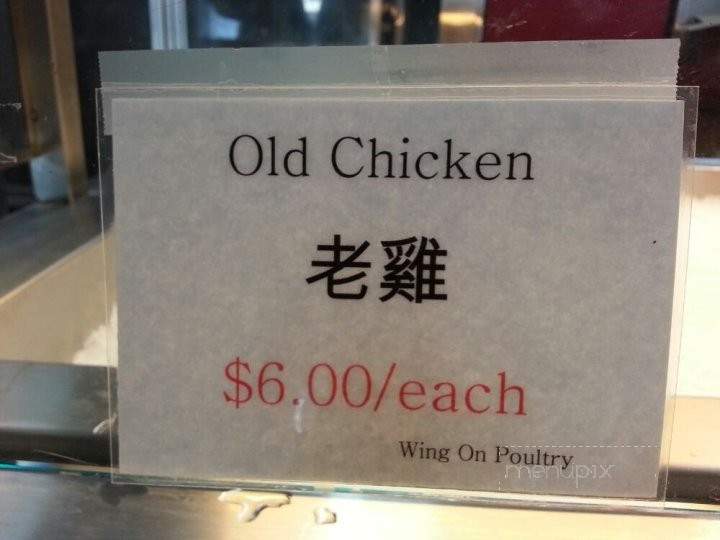 Old Chicken
老雞
$6.00/each
Wing On Poultry
menupix